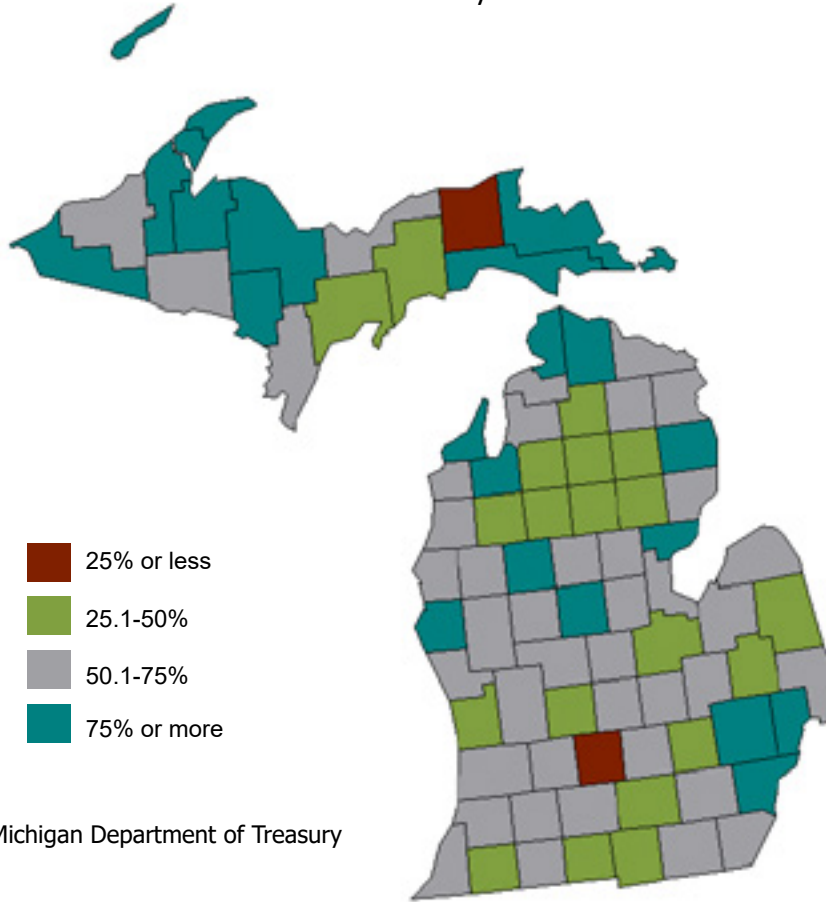 25% or less
25.1-50%
50.1-75%
75% or more
Michigan Department of Treasury